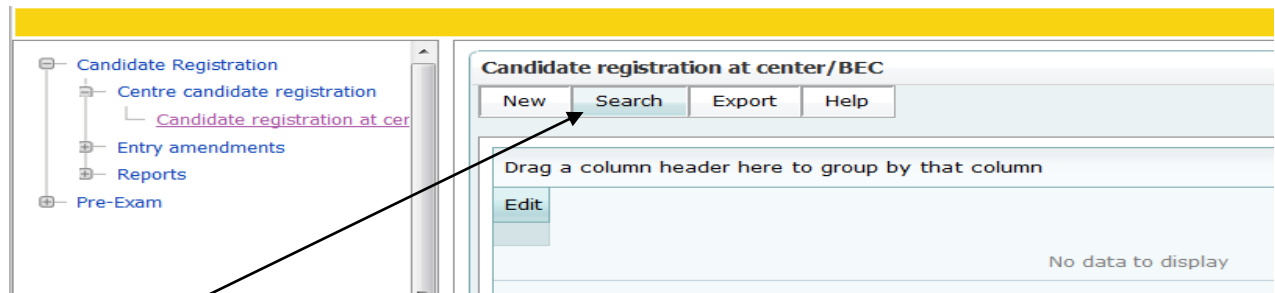 Candidate Registration
Centre candidate registration
Candidate registration at cer
Entry amendments
Reports
Pre-Exam
Candidate registration at center/BEC
New Search Export Help
Drag a column header here to group by that column
Edit
No data to display